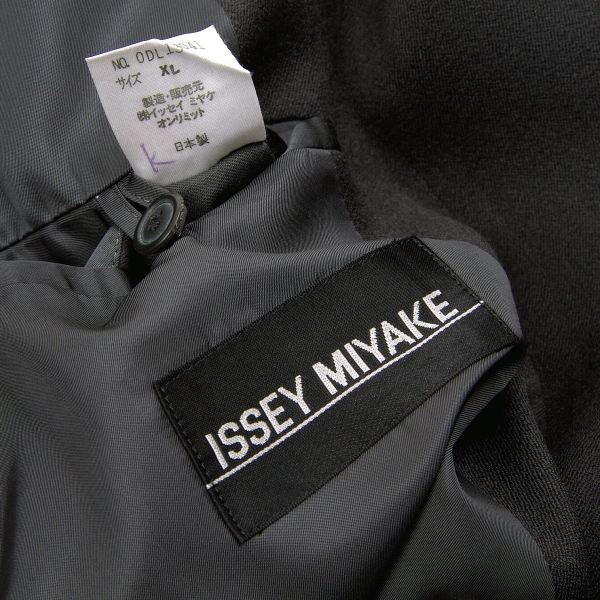 NO. ODL13041
サイズ XL
製造・販売元
㈱イッセイ ミヤケ
オンリミット
日本製
K
ISSEY MIYAKE